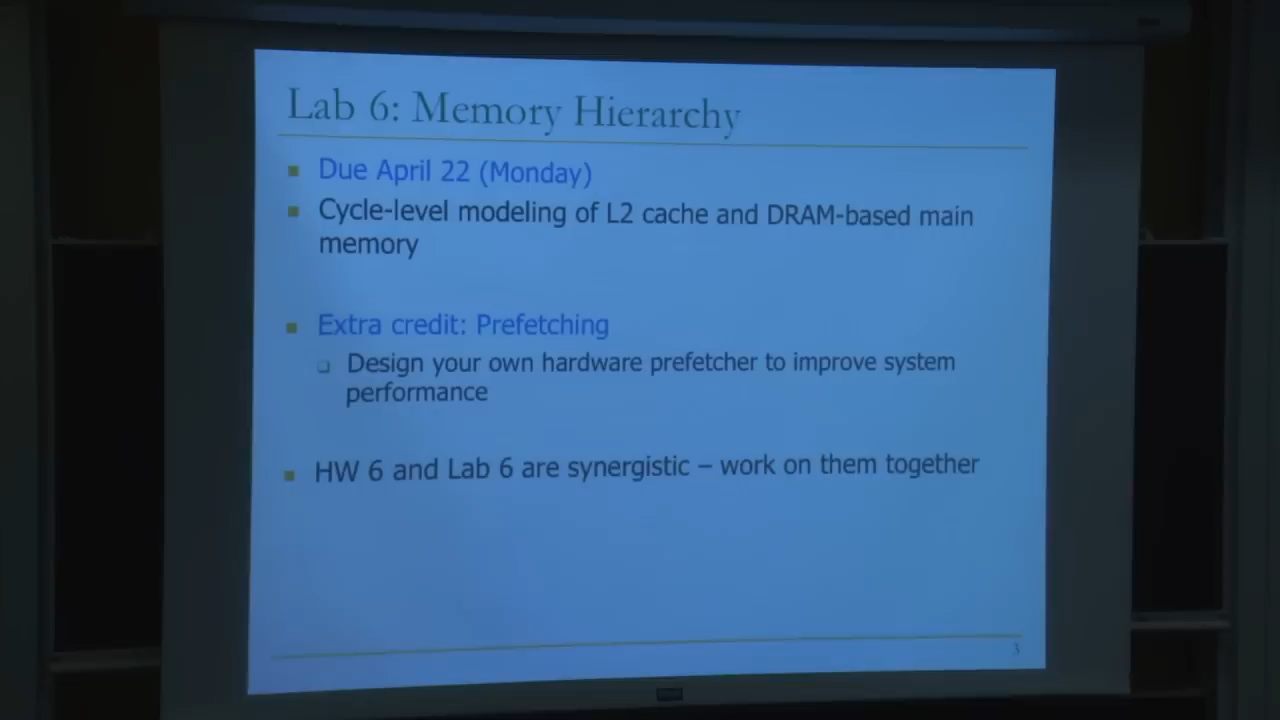 Lab 6: Memory Hierarchy
Due April 22 (Monday)
Cycle-level modeling of L2 cache and DRAM-based main
memory
Extra credit: Prefetching
Design your own hardware prefetcher to improve system
performance
HW 6 and Lab 6 are synergistic – work on them together
3